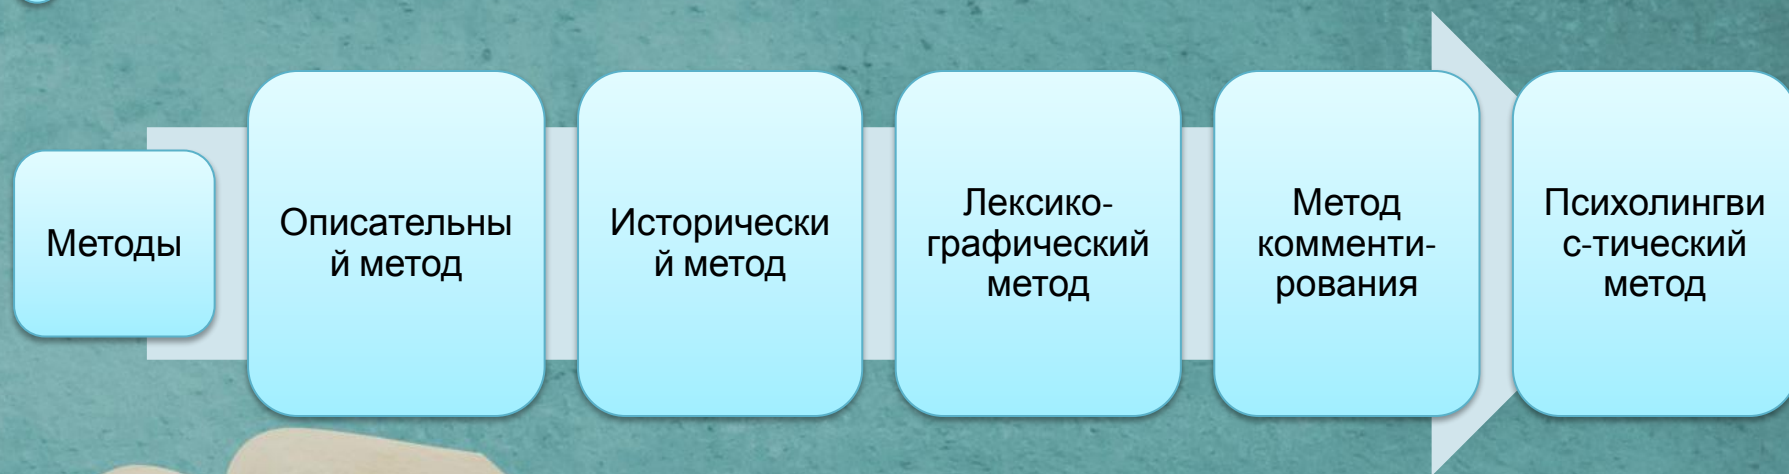 Методы
Описательны
й метод
Исторически
й метод
Лексико-
графический
метод
Метод
комменти-
рования
Психолингви
с-тический
метод